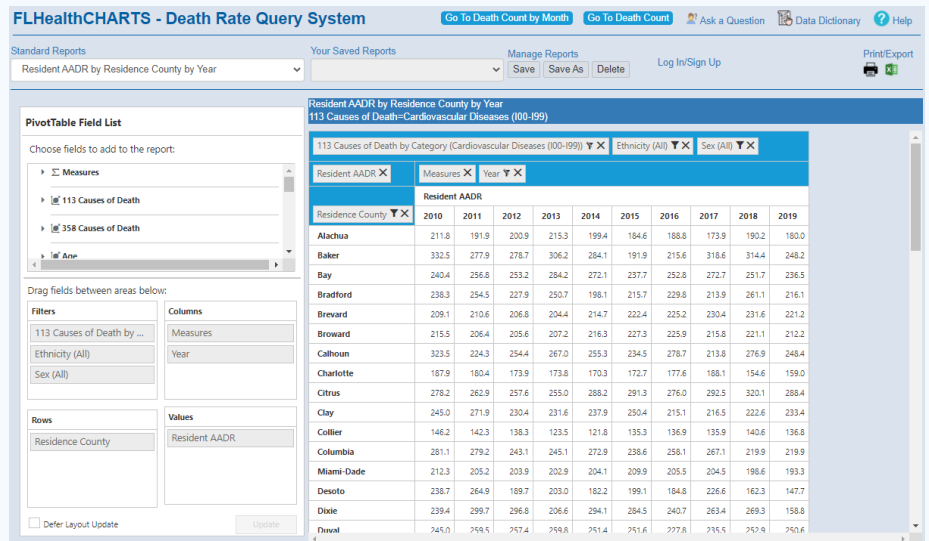 FLHealthCHARTS - Death Rate Query System
Go To Death Count by Month Go To Death Count Ask a Question Data Dictionary ? Help
Standard Reports
Resident AADR by Residence County by Year
Your Saved Reports
Manage Reports
Save Save As Delete
Log In/Sign Up
Print/Export
PivotTable Field List
Choose fields to add to the report:
Σ Measures
113 Causes of Death
358 Causes of Death
Age
Drag fields between areas below:
Filters
113 Causes of Death by ...
Ethnicity (All)
Sex (All)
Columns
Measures
Year
Rows
Residence County
Values
Resident AADR
Defer Layout Update Update
Resident AADR by Residence County by Year
113 Causes of Death=Cardiovascular Diseases (I00-I99)
113 Causes of Death by Category (Cardiovascular Diseases (I00-I99)) Ethnicity (All) Sex (All)
Resident AADR Measures Year
Resident AADR
Residence County 2010 2011 2012 2013 2014 2015 2016 2017 2018 2019
Alachua 211.8 191.9 200.9 215.3 199.4 184.6 188.8 173.9 190.2 180.0
Baker 332.5 277.9 278.7 306.2 284.1 191.9 215.6 318.6 314.4 248.2
Bay 240.4 256.8 253.2 284.2 272.1 237.7 252.8 272.7 251.7 236.5
Bradford 238.3 254.5 227.9 250.7 198.1 215.7 229.8 213.9 261.1 216.1
Brevard 209.1 210.6 206.8 204.4 214.7 222.4 225.2 230.4 231.6 221.2
Broward 215.5 206.4 205.6 207.2 216.3 227.3 225.9 215.8 221.1 212.2
Calhoun 323.5 224.3 254.4 267.0 255.3 234.5 278.7 213.8 276.9 248.4
Charlotte 187.9 180.4 173.9 173.8 170.3 172.7 177.6 188.1 154.6 159.0
Citrus 278.2 262.9 257.6 255.0 288.2 291.3 276.0 292.5 320.1 288.4
Clay 245.0 271.9 230.4 231.6 237.9 250.4 215.1 216.5 222.6 233.4
Collier 146.2 142.3 138.3 123.5 121.8 135.3 136.9 135.9 140.6 136.8
Columbia 281.1 279.2 243.1 245.1 272.9 238.6 258.1 267.1 219.9 219.9
Miami-Dade 212.3 205.2 203.9 202.9 204.1 209.9 205.5 204.5 198.6 193.3
Desoto 238.7 264.9 189.7 203.0 182.2 199.1 184.8 226.6 162.3 147.7
Dixie 239.4 299.7 296.8 206.6 294.1 284.5 240.7 263.4 269.3 158.8
Duval 245.0 259.5 257.4 259.8 251.4 251.6 227.8 235.5 252.9 250.6